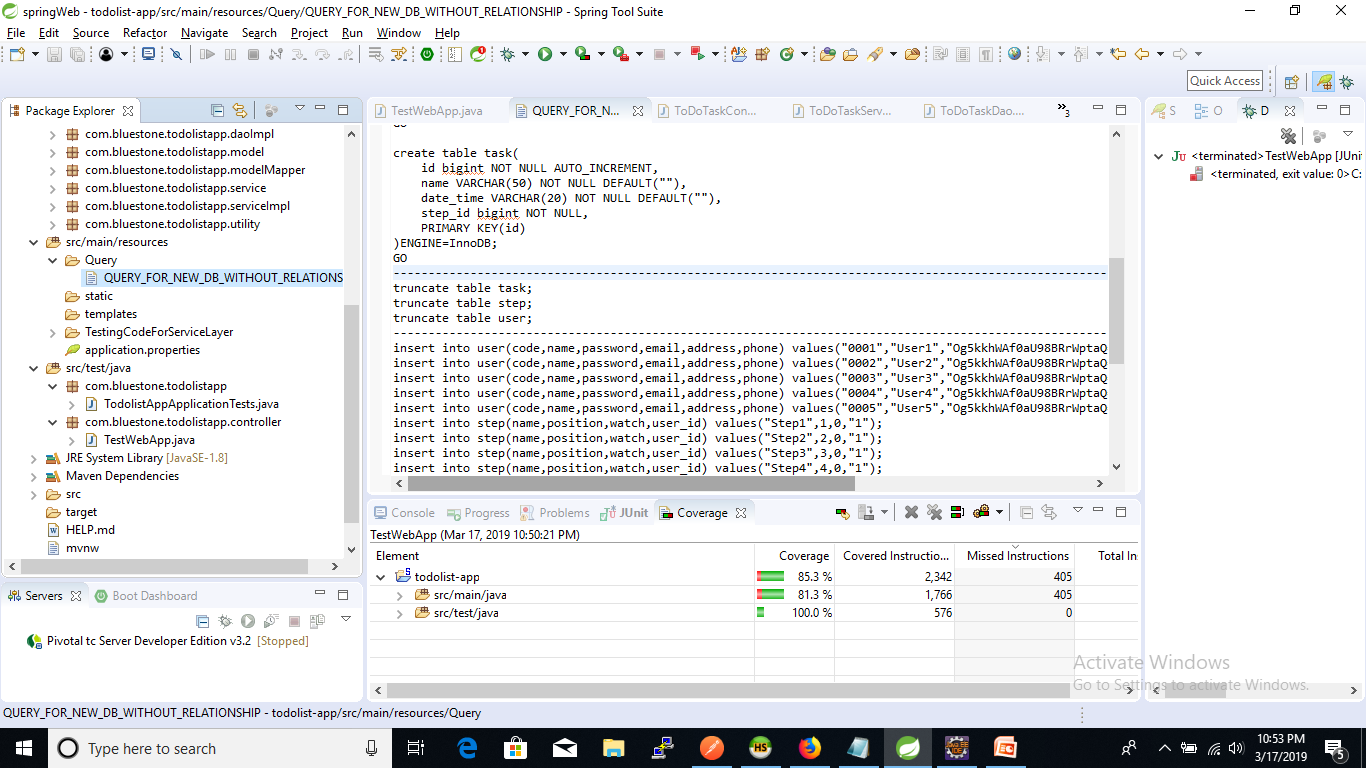 springWeb - todolist-app/src/main/resources/Query/QUERY_FOR_NEW_DB_WITHOUT_RELATIONSHIP - Spring Tool Suite
File Edit Source Refactor Navigate Search Project Run Window Help
Quick Access
Package Explorer
com.bluestone.todolistapp.daoImpl
com.bluestone.todolistapp.model
com.bluestone.todolistapp.modelMapper
com.bluestone.todolistapp.service
com.bluestone.todolistapp.serviceImpl
com.bluestone.todolistapp.utility
src/main/resources
Query
QUERY_FOR_NEW_DB_WITHOUT_RELATIONS
static
templates
TestingCodeForServiceLayer
application.properties
src/test/java
com.bluestone.todolistapp
TodolistAppApplicationTests.java
com.bluestone.todolistapp.controller
TestWebApp.java
JRE System Library [JavaSE-1.8]
Maven Dependencies
src
target
HELP.md
mvnw
Servers Boot Dashboard
Pivotal tc Server Developer Edition v3.2 [Stopped]
TestWebApp.java QUERY_FOR_N... ToDoTaskCon... ToDoTaskServ... ToDoTaskDao.... »3
GO
create table task(
id bigint NOT NULL AUTO_INCREMENT,
name VARCHAR(50) NOT NULL DEFAULT(""),
date_time VARCHAR(20) NOT NULL DEFAULT(""),
step_id bigint NOT NULL,
PRIMARY KEY(id)
)ENGINE=InnoDB;
GO
truncate table task;
truncate table step;
truncate table user;
insert into user(code,name,password,email,address,phone) values("0001","User1","Og5kkhWAf0aU98BRrWptaQ
insert into user(code,name,password,email,address,phone) values("0002","User2","Og5kkhWAf0aU98BRrWptaQ
insert into user(code,name,password,email,address,phone) values("0003","User3","Og5kkhWAf0aU98BRrWptaQ
insert into user(code,name,password,email,address,phone) values("0004","User4","Og5kkhWAf0aU98BRrWptaQ
insert into user(code,name,password,email,address,phone) values("0005","User5","Og5kkhWAf0aU98BRrWptaQ
insert into step(name,position,watch,user_id) values("Step1",1,0,"1");
insert into step(name,position,watch,user_id) values("Step2",2,0,"1");
insert into step(name,position,watch,user_id) values("Step3",3,0,"1");
insert into step(name,position,watch,user_id) values("Step4",4,0,"1");
Console Progress Problems JUnit Coverage
TestWebApp (Mar 17, 2019 10:50:21 PM)
Element Coverage Covered Instructio... Missed Instructions Total In
todolist-app 85.3 % 2,342 405
src/main/java 81.3 % 1,766 405
src/test/java 100.0 % 576 0
S O D
<terminated>TestWebApp [JUni
<terminated, exit value: 0>C:
Activate Windows
Go to Settings to activate Windows.
QUERY_FOR_NEW_DB_WITHOUT_RELATIONSHIP - todolist-app/src/main/resources/Query
Type here to search
HS
10:53 PM
3/17/2019
5